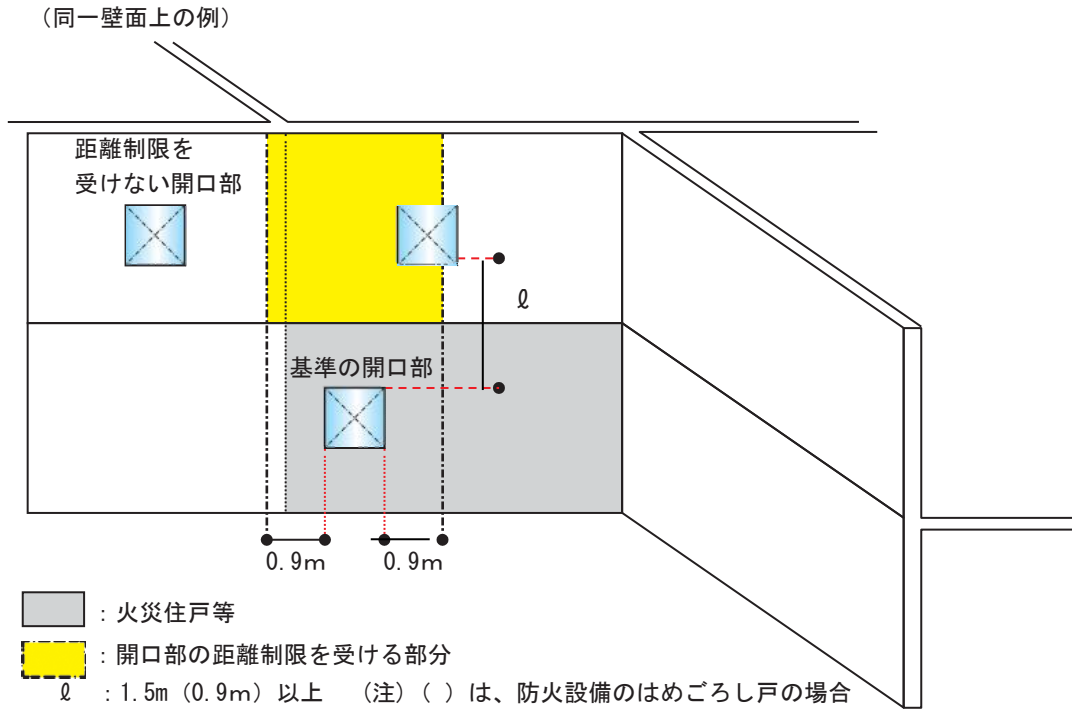 （同一壁面上の例）
距離制限を
受けない開口部
ℓ
基準の開口部
0.9ｍ 0.9ｍ
：火災住戸等
：開口部の距離制限を受ける部分
ℓ ：1.5m（0.9ｍ）以上 （注）（ ）は、防火設備のはめごろし戸の場合